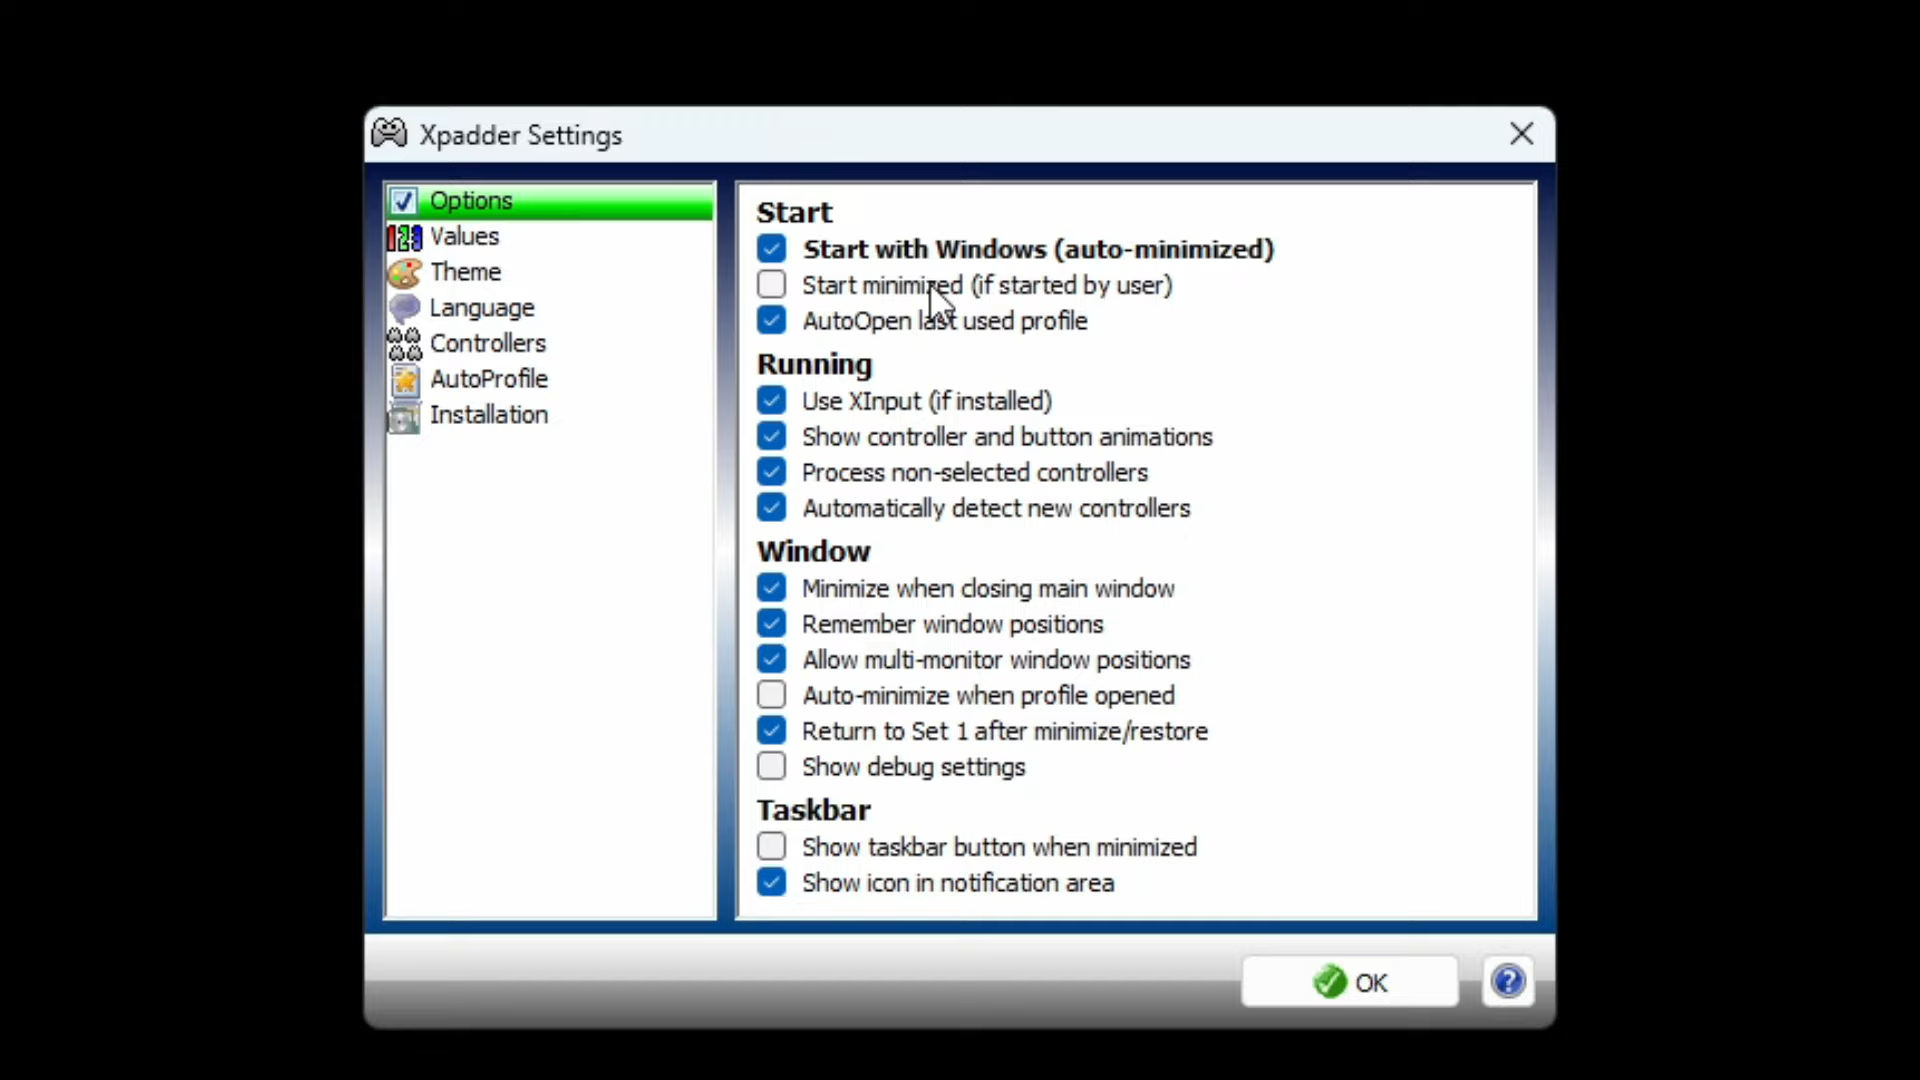 Xpadder Settings
Options
Values
Theme
Language
Controllers
AutoProfile
Installation
Start
Start with Windows (auto-minimized)
Start minimized (if started by user)
AutoOpen last used profile
Running
Use XInput (if installed)
Show controller and button animations
Process non-selected controllers
Automatically detect new controllers
Window
Minimize when closing main window
Remember window positions
Allow multi-monitor window positions
Auto-minimize when profile opened
Return to Set 1 after minimize/restore
Show debug settings
Taskbar
Show taskbar button when minimized
Show icon in notification area
OK